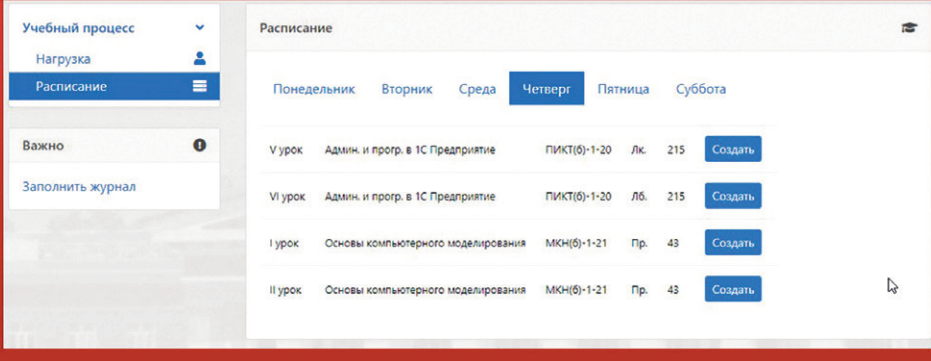 Учебный процесс
Нагрузка
Расписание
Важно
Заполнить журнал
Расписание
Понедельник Вторник Среда Четверг Пятница Суббота
V урок Админ. и прогр. в 1С Предприятие ПИКТ(б)-1-20 Лк. 215 Создать
VI урок Админ. и прогр. в 1С Предприятие ПИКТ(б)-1-20 Лб. 215 Создать
I урок Основы компьютерного моделирования МКН(б)-1-21 Пр. 43 Создать
II урок Основы компьютерного моделирования МКН(б)-1-21 Пр. 43 Создать